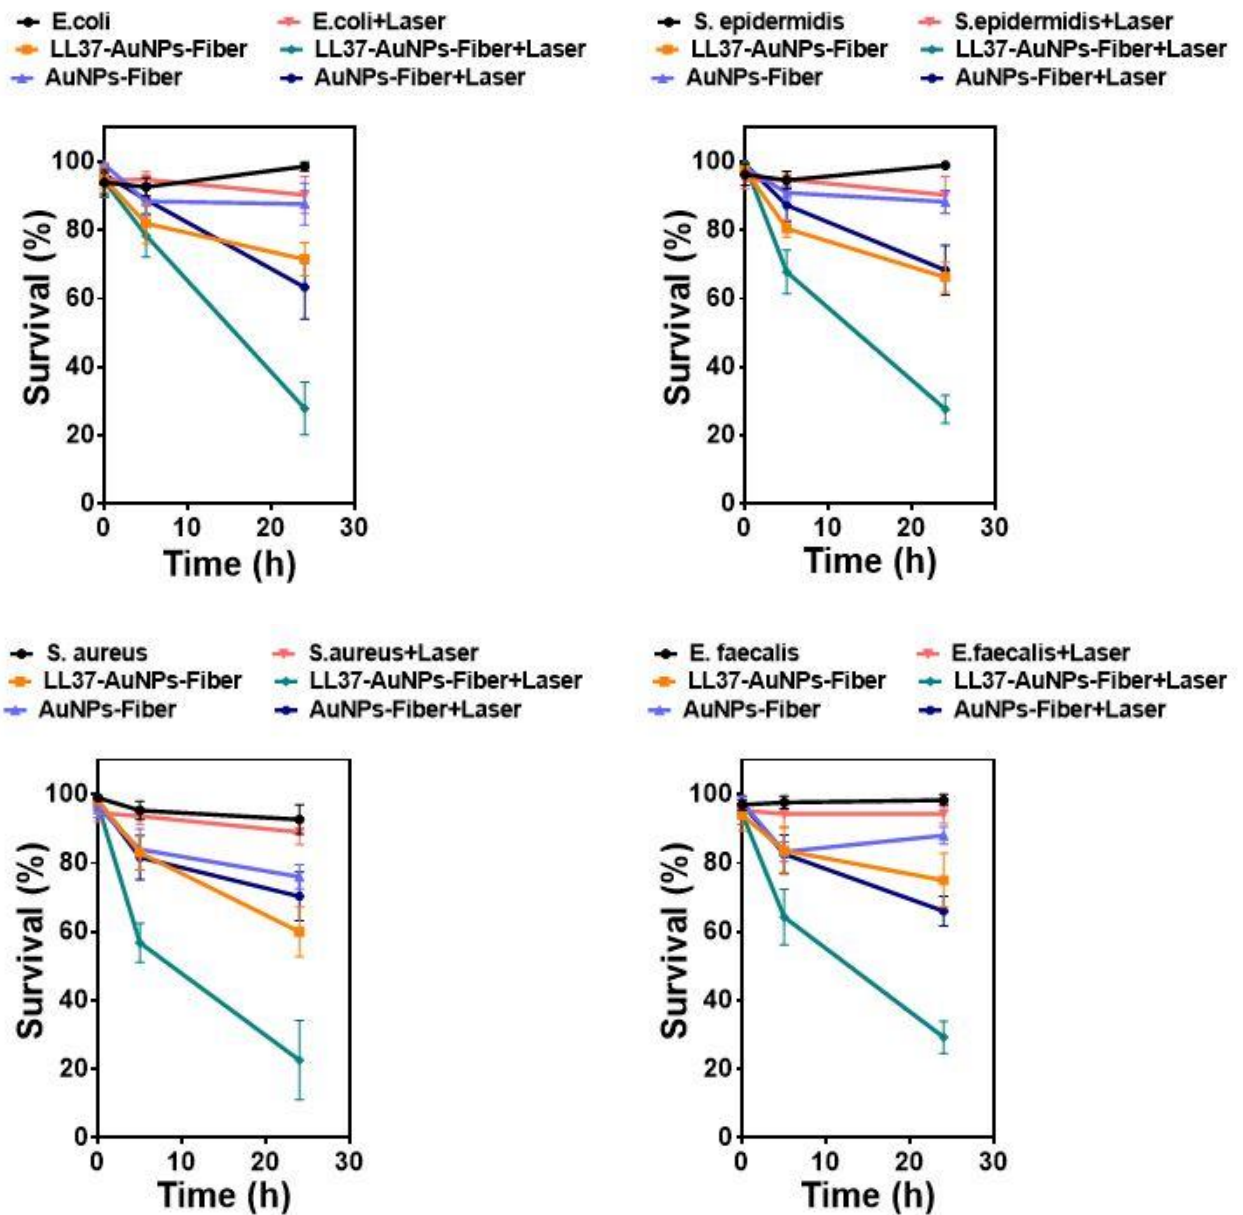 E.coli E.coli+Laser
LL37-AuNPs-Fiber LL37-AuNPs-Fiber+Laser
AuNPs-Fiber AuNPs-Fiber+Laser
100
80
60
40
20
0
Survival (%)
0 10 20 30
Time (h)
S. epidermidis S.epidermidis+Laser
LL37-AuNPs-Fiber LL37-AuNPs-Fiber+Laser
AuNPs-Fiber AuNPs-Fiber+Laser
100
80
60
40
20
0
Survival (%)
0 10 20 30
Time (h)
S. aureus S.aureus+Laser
LL37-AuNPs-Fiber LL37-AuNPs-Fiber+Laser
AuNPs-Fiber AuNPs-Fiber+Laser
100
80
60
40
20
0
Survival (%)
0 10 20 30
Time (h)
E. faecalis E.faecalis+Laser
LL37-AuNPs-Fiber LL37-AuNPs-Fiber+Laser
AuNPs-Fiber AuNPs-Fiber+Laser
100
80
60
40
20
0
Survival (%)
0 10 20 30
Time (h)